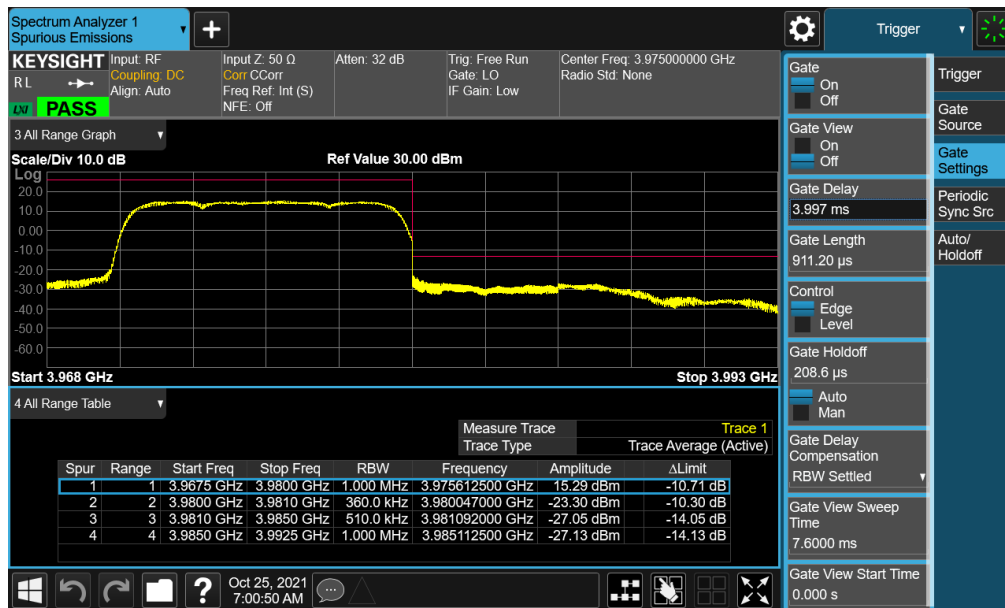 Spectrum Analyzer 1
Spurious Emissions
Trigger
KEYSIGHT
R L
LXI PASS
Input: RF
Coupling: DC
Align: Auto
Input Z: 50 Ω
Corr CCorr
Freq Ref: Int (S)
NFE: Off
Atten: 32 dB
Trig: Free Run
Gate: LO
IF Gain: Low
Center Freq: 3.975000000 GHz
Radio Std: None
3 All Range Graph
Scale/Div 10.0 dB
Ref Value 30.00 dBm
Log
20.0
10.0
0.00
-10.0
-20.0
-30.0
-40.0
-50.0
-60.0
Start 3.968 GHz
Stop 3.993 GHz
4 All Range Table
Measure Trace Trace 1
Trace Type Trace Average (Active)
Spur Range Start Freq Stop Freq RBW Frequency Amplitude ΔLimit
1 1 3.9675 GHz 3.9800 GHz 1.000 MHz 3.975612500 GHz 15.29 dBm -10.71 dB
2 2 3.9800 GHz 3.9810 GHz 360.0 kHz 3.980047000 GHz -23.30 dBm -10.30 dB
3 3 3.9810 GHz 3.9850 GHz 510.0 kHz 3.981092000 GHz -27.05 dBm -14.05 dB
4 4 3.9850 GHz 3.9925 GHz 1.000 MHz 3.985112500 GHz -27.13 dBm -14.13 dB
Gate
On
Off
Gate View
On
Off
Gate Delay
3.997 ms
Gate Length
911.20 µs
Control
Edge
Level
Gate Holdoff
208.6 µs
Auto
Man
Gate Delay
Compensation
RBW Settled
Gate View Sweep
Time
7.6000 ms
Gate View Start Time
0.000 s
Trigger
Gate
Source
Gate
Settings
Periodic
Sync Src
Auto/
Holdoff
?
Oct 25, 2021
7:00:50 AM